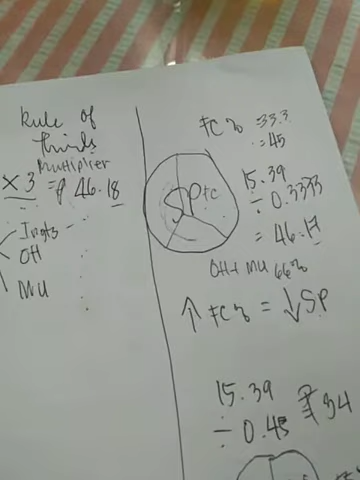 Rule of
thirds
Multiplier
× 3 = ₱ 46.18
Ingts
OH
MU
FC % = 33.3
= 45
SP FC
15.39
÷ 0.3333
= 46.17
OH + MU 66%
↑ FC % = ↓ SP
15.39
÷ 0.45 ₱ 34